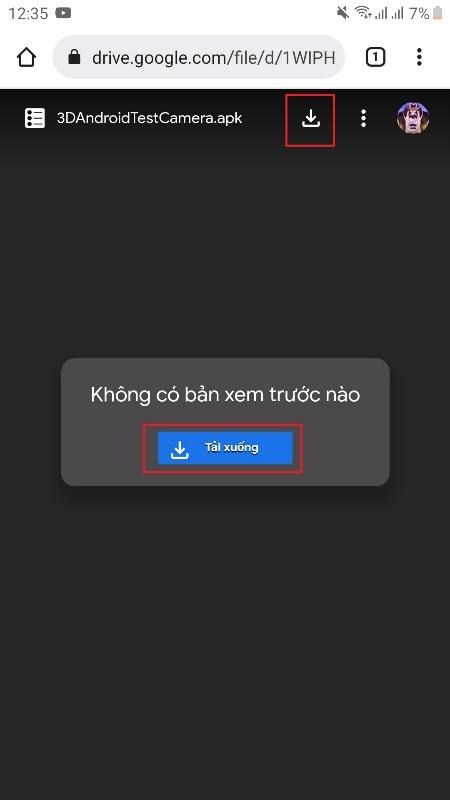 12:35 7%
drive.google.com/file/d/1WIPH 1
3DAndroidTestCamera.apk
Không có bản xem trước nào
Tải xuống